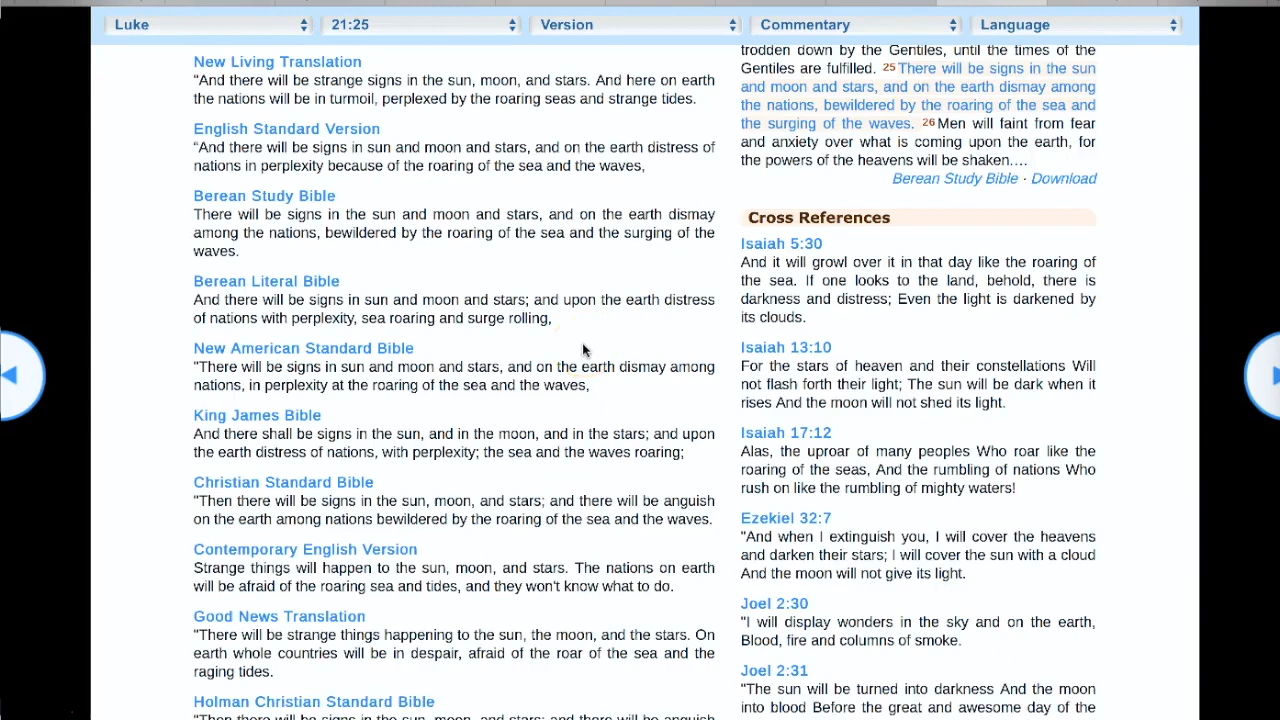 Luke 21:25 Version Commentary Language
New Living Translation
"And there will be strange signs in the sun, moon, and stars. And here on earth
the nations will be in turmoil, perplexed by the roaring seas and strange tides.
English Standard Version
“And there will be signs in sun and moon and stars, and on the earth distress of
nations in perplexity because of the roaring of the sea and the waves,
Berean Study Bible
There will be signs in the sun and moon and stars, and on the earth dismay
among the nations, bewildered by the roaring of the sea and the surging of the
waves.
Berean Literal Bible
And there will be signs in sun and moon and stars; and upon the earth distress
of nations with perplexity, sea roaring and surge rolling,
New American Standard Bible
"There will be signs in sun and moon and stars, and on the earth dismay among
nations, in perplexity at the roaring of the sea and the waves,
King James Bible
And there shall be signs in the sun, and in the moon, and in the stars; and upon
the earth distress of nations, with perplexity; the sea and the waves roaring;
Christian Standard Bible
"Then there will be signs in the sun, moon, and stars; and there will be anguish
on the earth among nations bewildered by the roaring of the sea and the waves.
Contemporary English Version
Strange things will happen to the sun, moon, and stars. The nations on earth
will be afraid of the roaring sea and tides, and they won't know what to do.
Good News Translation
"There will be strange things happening to the sun, the moon, and the stars. On
earth whole countries will be in despair, afraid of the roar of the sea and the
raging tides.
Holman Christian Standard Bible
"Then there will be signs in the sun, moon, and stars; and there will be anguish
trodden down by the Gentiles, until the times of the
Gentiles are fulfilled. 25 There will be signs in the sun
and moon and stars, and on the earth dismay among
the nations, bewildered by the roaring of the sea and
the surging of the waves. 26 Men will faint from fear
and anxiety over what is coming upon the earth, for
the powers of the heavens will be shaken.…
Berean Study Bible · Download
Cross References
Isaiah 5:30
And it will growl over it in that day like the roaring of
the sea. If one looks to the land, behold, there is
darkness and distress; Even the light is darkened by
its clouds.
Isaiah 13:10
For the stars of heaven and their constellations Will
not flash forth their light; The sun will be dark when it
rises And the moon will not shed its light.
Isaiah 17:12
Alas, the uproar of many peoples Who roar like the
roaring of the seas, And the rumbling of nations Who
rush on like the rumbling of mighty waters!
Ezekiel 32:7
"And when I extinguish you, I will cover the heavens
and darken their stars; I will cover the sun with a cloud
And the moon will not give its light.
Joel 2:30
"I will display wonders in the sky and on the earth,
Blood, fire and columns of smoke.
Joel 2:31
"The sun will be turned into darkness And the moon
into blood Before the great and awesome day of the